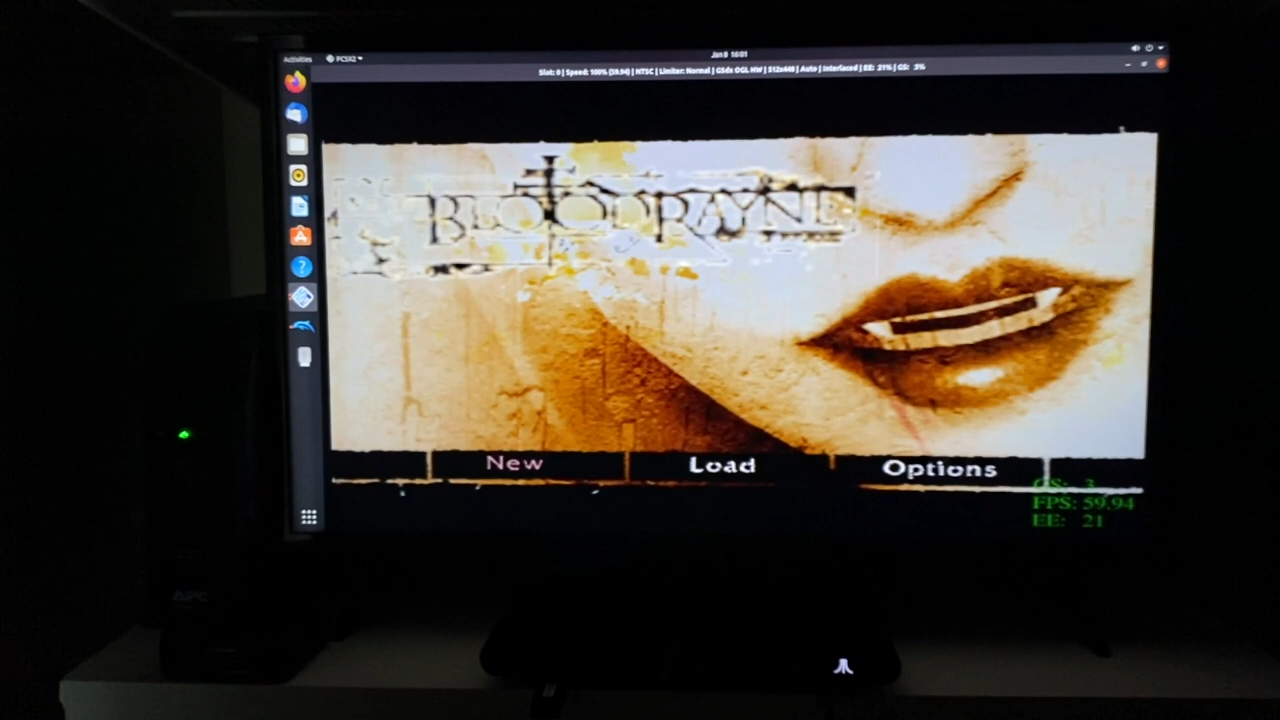 Activities PCSX2 Jan 8 16:01
Slot: 0 | Speed: 100% (59.94) | NTSC | Limiter: Normal | GSdx OGL HW | 512x448 | Auto | Interlaced | EE: 21% | GS: 3%
BLOODRAYNE
New Load Options
GS: 3
FPS: 59.94
EE: 21
APC